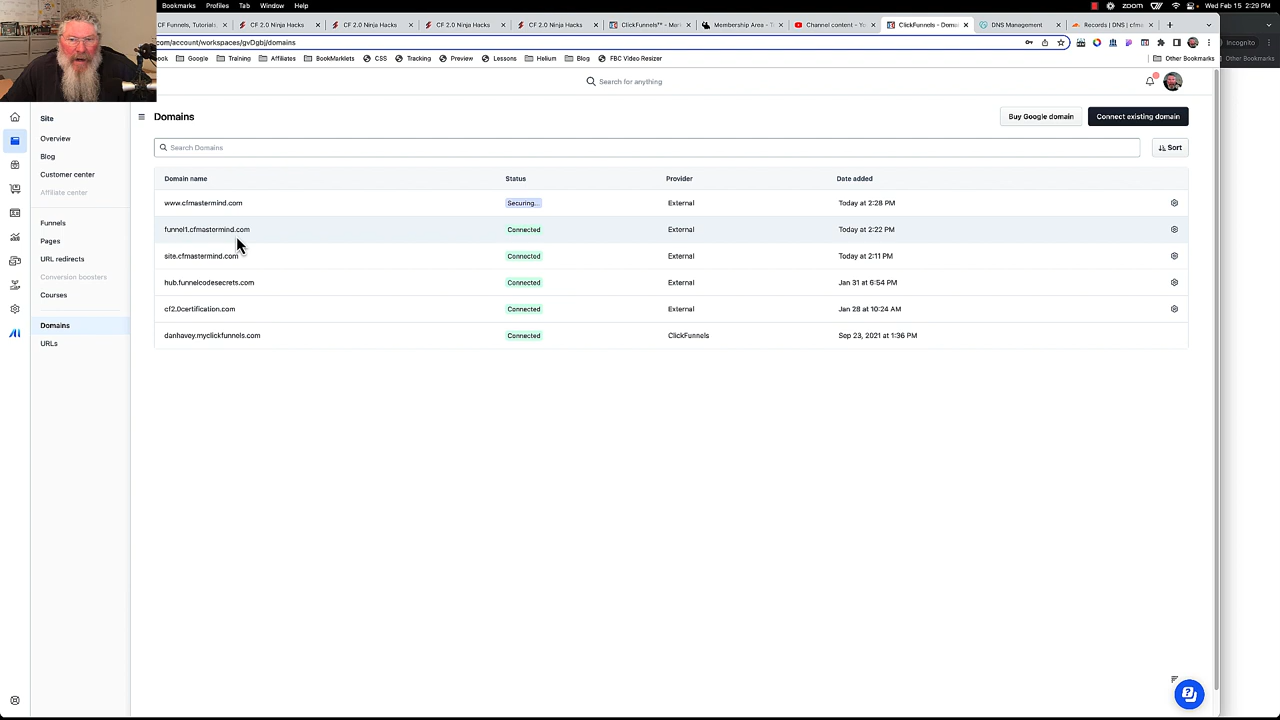 Bookmarks Profiles Tab Window Help
zoom Wed Feb 15 2:29 PM
CF Funnels, Tutorials, CF 2.0 Ninja Hacks CF 2.0 Ninja Hacks CF 2.0 Ninja Hacks CF 2.0 Ninja Hacks ClickFunnels™ - Mar Membership Area - T Channel content - Yo ClickFunnels - Doma DNS Management Records | DNS | cfma
com/account/workspaces/gvDgbj/domains
Incognito
ook Google Training Affiliates BookMarklets CSS Tracking Preview Lessons Helium Blog FBC Video Resizer Other Bookmarks
Other Bookmarks
Search for anything
Site
Overview
Blog
Customer center
Affiliate center
Funnels
Pages
URL redirects
Conversion boosters
Courses
Domains
URLs
Domains
Buy Google domain
Connect existing domain
Search Domains
Sort
Domain name Status Provider Date added
www.cfmastermind.com Securing... External Today at 2:28 PM
funnel1.cfmastermind.com Connected External Today at 2:22 PM
site.cfmastermind.com Connected External Today at 2:11 PM
hub.funnelcodesecrets.com Connected External Jan 31 at 6:54 PM
cf2.0certification.com Connected External Jan 28 at 10:24 AM
danhavey.myclickfunnels.com Connected ClickFunnels Sep 23, 2021 at 1:36 PM